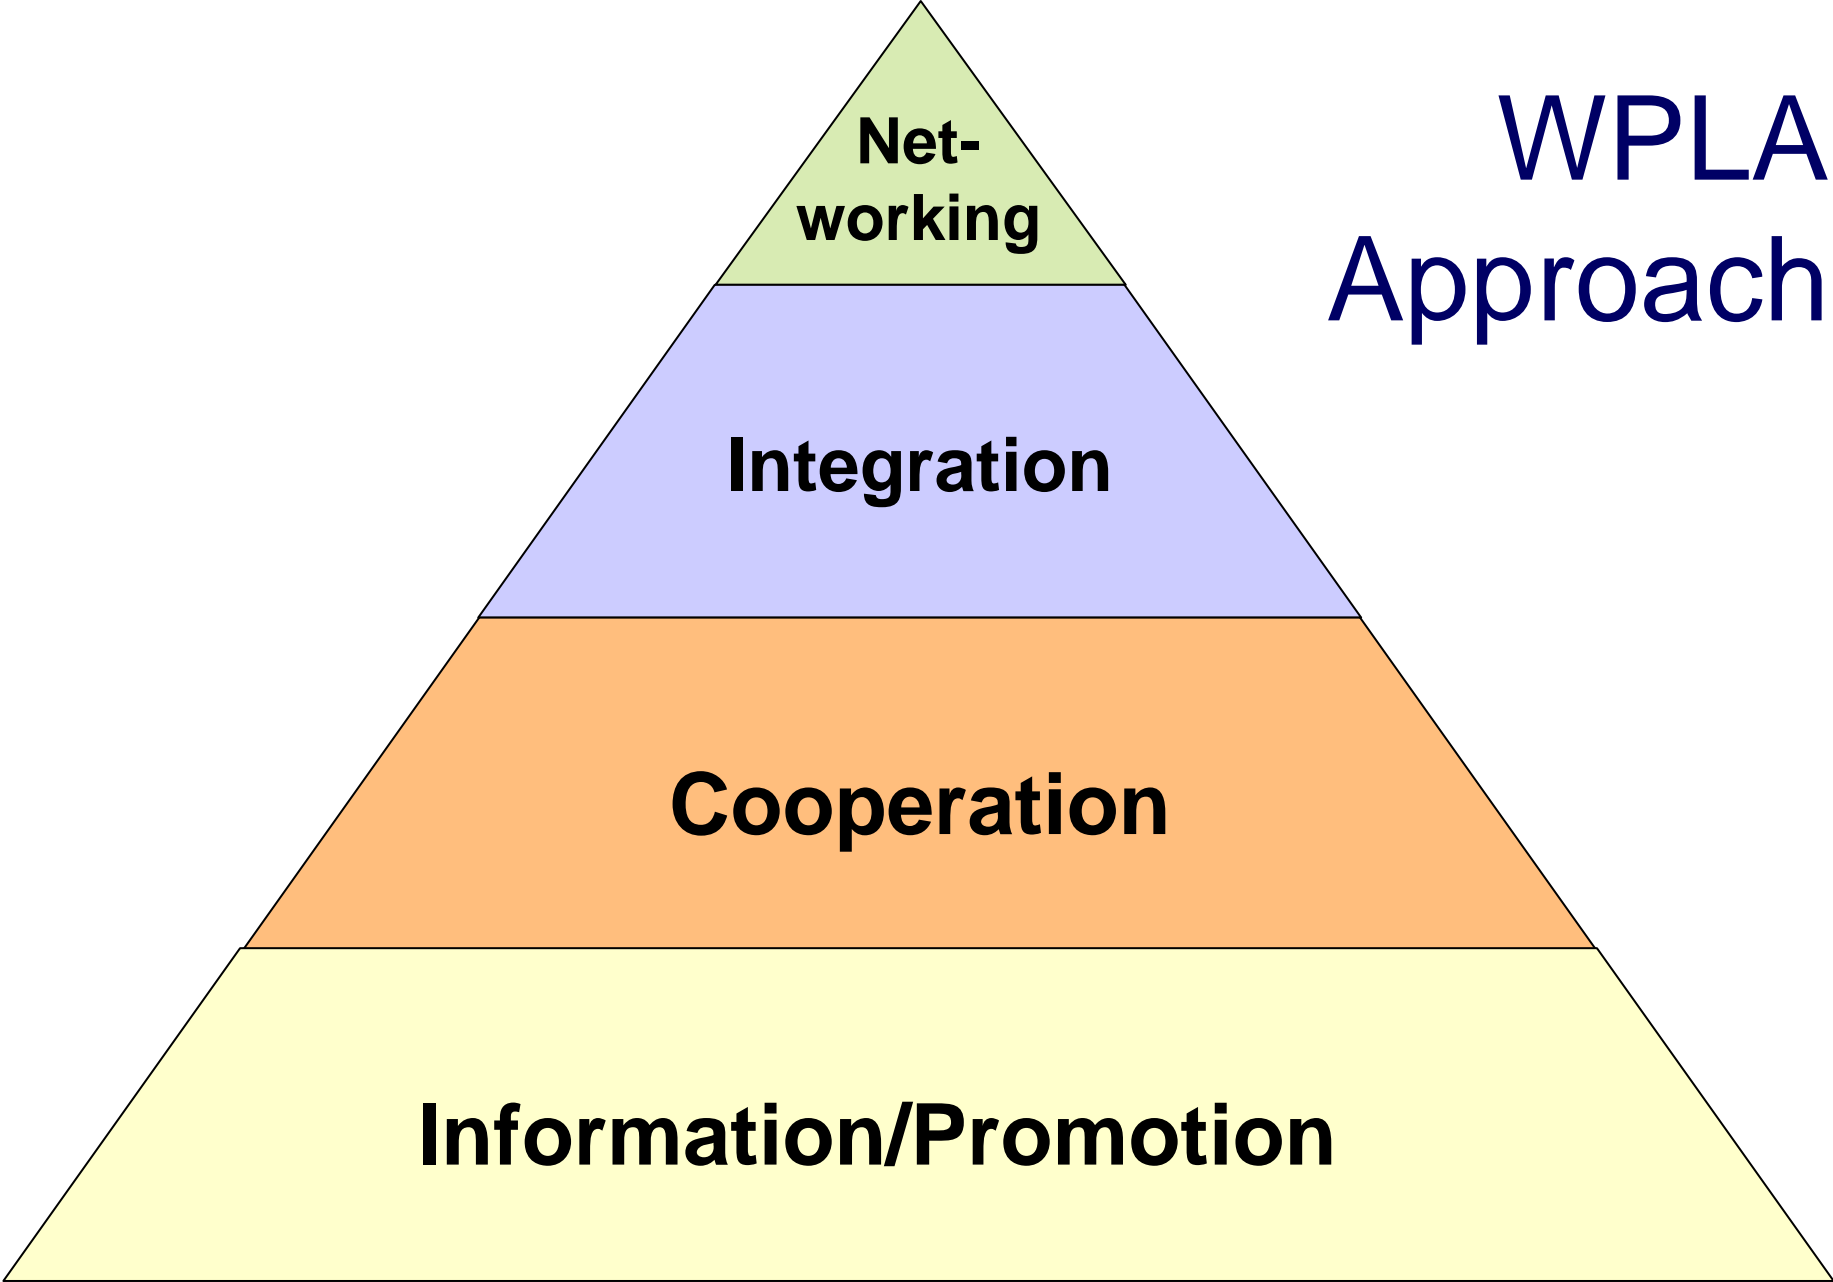 Net-
working
WPLA
Approach
Integration
Cooperation
Information/Promotion